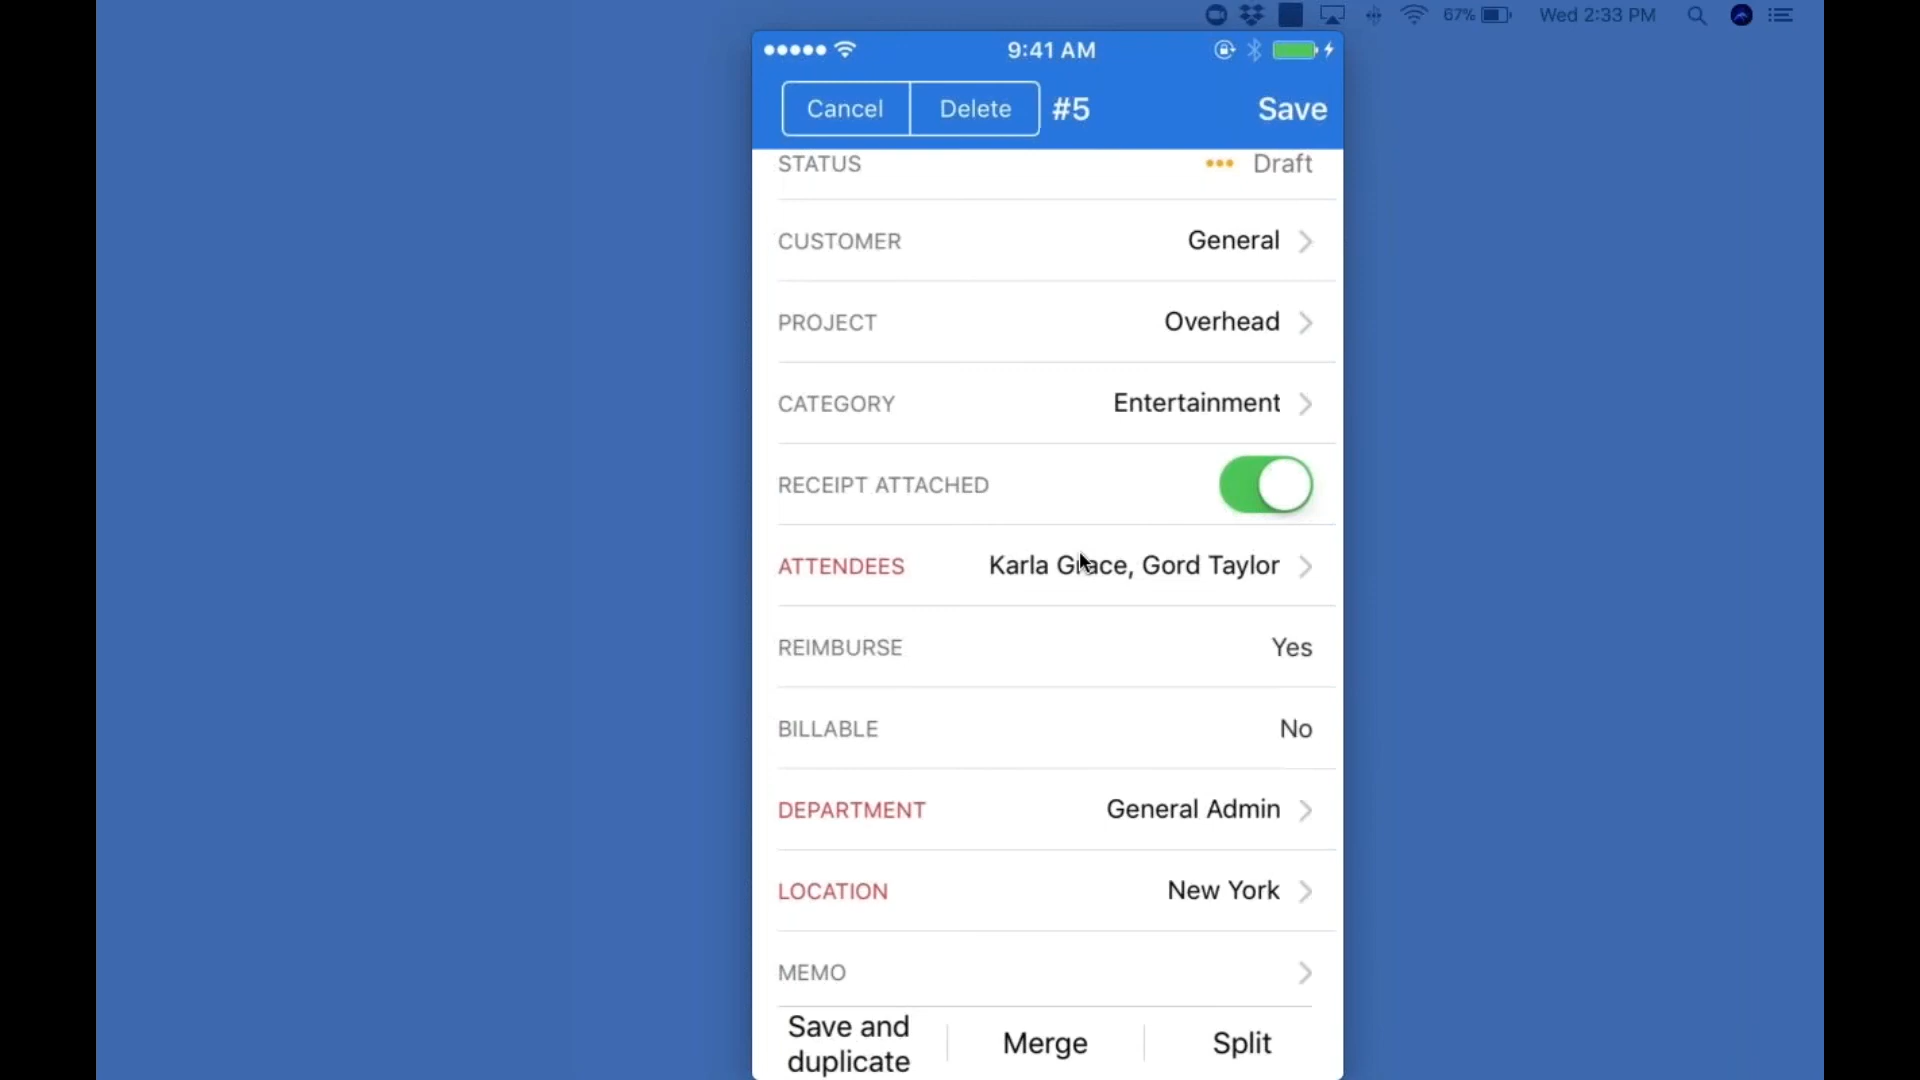 67% Wed 2:33 PM
9:41 AM
Cancel Delete #5 Save
STATUS Draft
CUSTOMER General
PROJECT Overhead
CATEGORY Entertainment
RECEIPT ATTACHED
ATTENDEES Karla Grace, Gord Taylor
REIMBURSE Yes
BILLABLE No
DEPARTMENT General Admin
LOCATION New York
MEMO
Save and
duplicate
Merge
Split